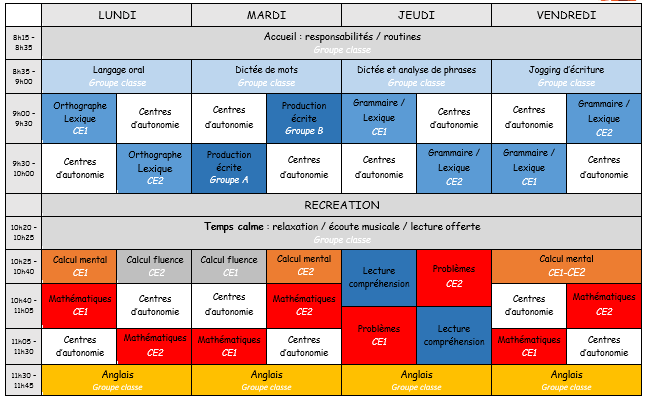 LUNDI MARDI JEUDI VENDREDI
8h15 -
8h35
Accueil : responsabilités / routines
Groupe classe
8h35 -
9h00
Langage oral
Groupe classe
Dictée de mots
Groupe classe
Dictée et analyse de phrases
Groupe classe
Jogging d'écriture
Groupe classe
9h00 -
9h30
Orthographe
Lexique
CE1
Centres
d'autonomie
Centres
d'autonomie
Production
écrite
Groupe B
Grammaire /
Lexique
CE1
Centres
d'autonomie
Centres
d'autonomie
Grammaire /
Lexique
CE2
9h30 -
10h00
Centres
d'autonomie
Orthographe
Lexique
CE2
Production
écrite
Groupe A
Centres
d'autonomie
Centres
d'autonomie
Grammaire /
Lexique
CE2
Grammaire /
Lexique
CE1
Centres
d'autonomie
RECREATION
10h20 -
10h25
Temps calme : relaxation / écoute musicale / lecture offerte
Groupe classe
10h25 -
10h40
Calcul mental
CE1
Calcul fluence
CE2
Calcul fluence
CE1
Calcul mental
CE2
Lecture
compréhension
Problèmes
CE2
Calcul mental
CE1-CE2
10h40 -
11h05
Mathématiques
CE1
Centres
d'autonomie
Centres
d'autonomie
Mathématiques
CE2
Problèmes
CE1
Lecture
compréhension
Centres
d'autonomie
Mathématiques
CE2
11h05 -
11h30
Centres
d'autonomie
Mathématiques
CE2
Mathématiques
CE1
Centres
d'autonomie
Mathématiques
CE1
Centres
d'autonomie
11h30 -
11h45
Anglais
Groupe classe
Anglais
Groupe classe
Anglais
Groupe classe
Anglais
Groupe classe